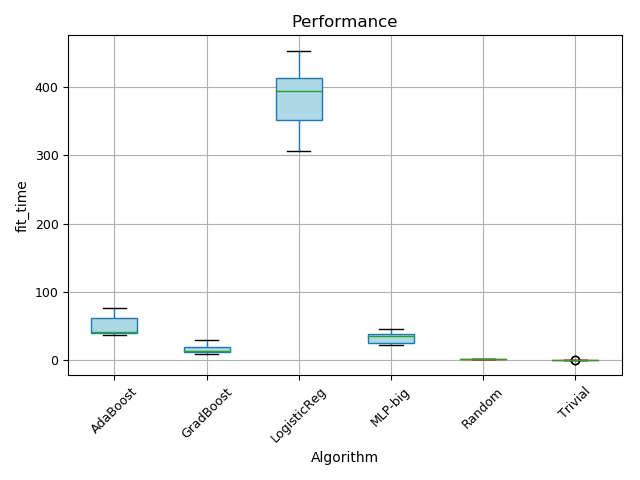 Performance
fit_time
400
300
200
100
0
AdaBoost
GradBoost
LogisticReg
MLP-big
Random
Trivial
Algorithm